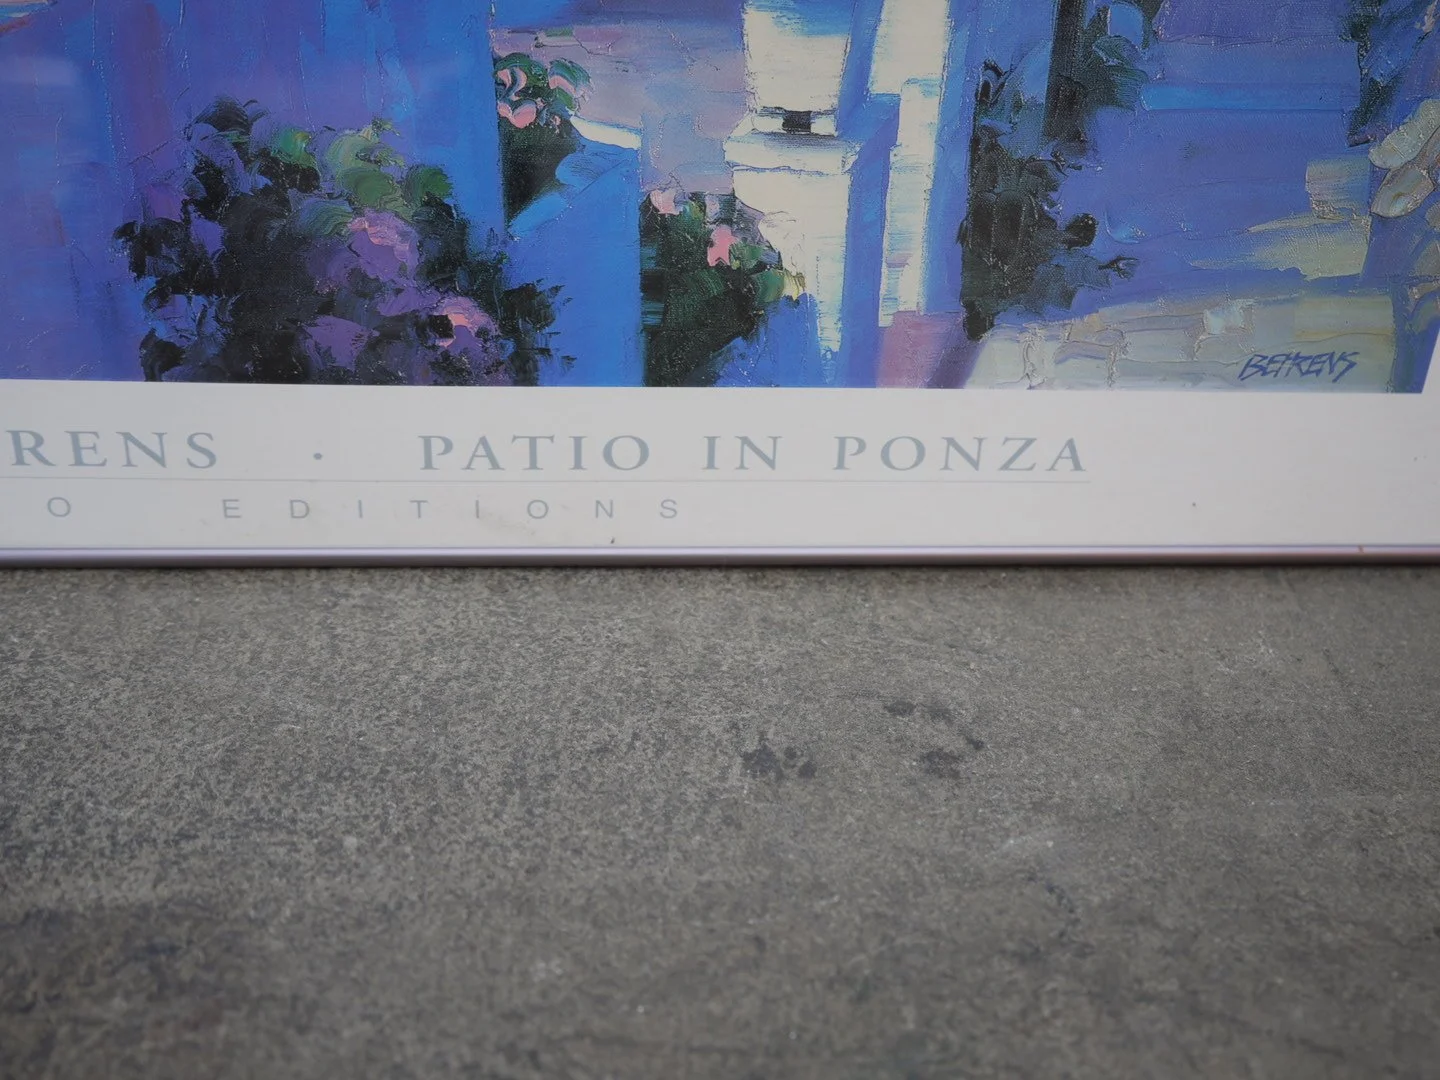 BEHRENS
RENS · PATIO IN PONZA
O EDITIONS